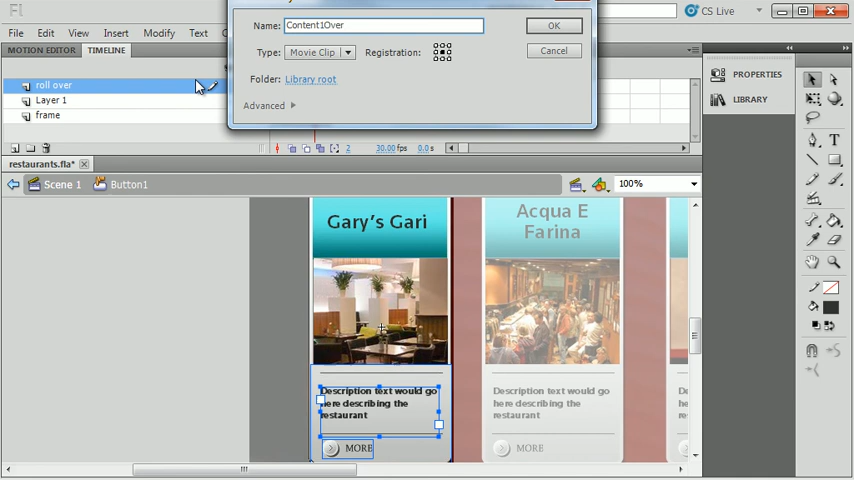 Fl
CS Live
File Edit View Insert Modify Text
Name: Content1Over
OK
Type: Movie Clip Registration:
Cancel
Folder: Library root
Advanced
MOTION EDITOR TIMELINE
roll over
Layer 1
frame
2 30.00 fps 0.0 s
restaurants.fla*
Scene 1 Button1
100%
PROPERTIES
LIBRARY
Gary's Gari
Acqua E
Farina
Description text would go
here describing the
restaurant
MORE
Description text would go
here describing the
restaurant
MORE